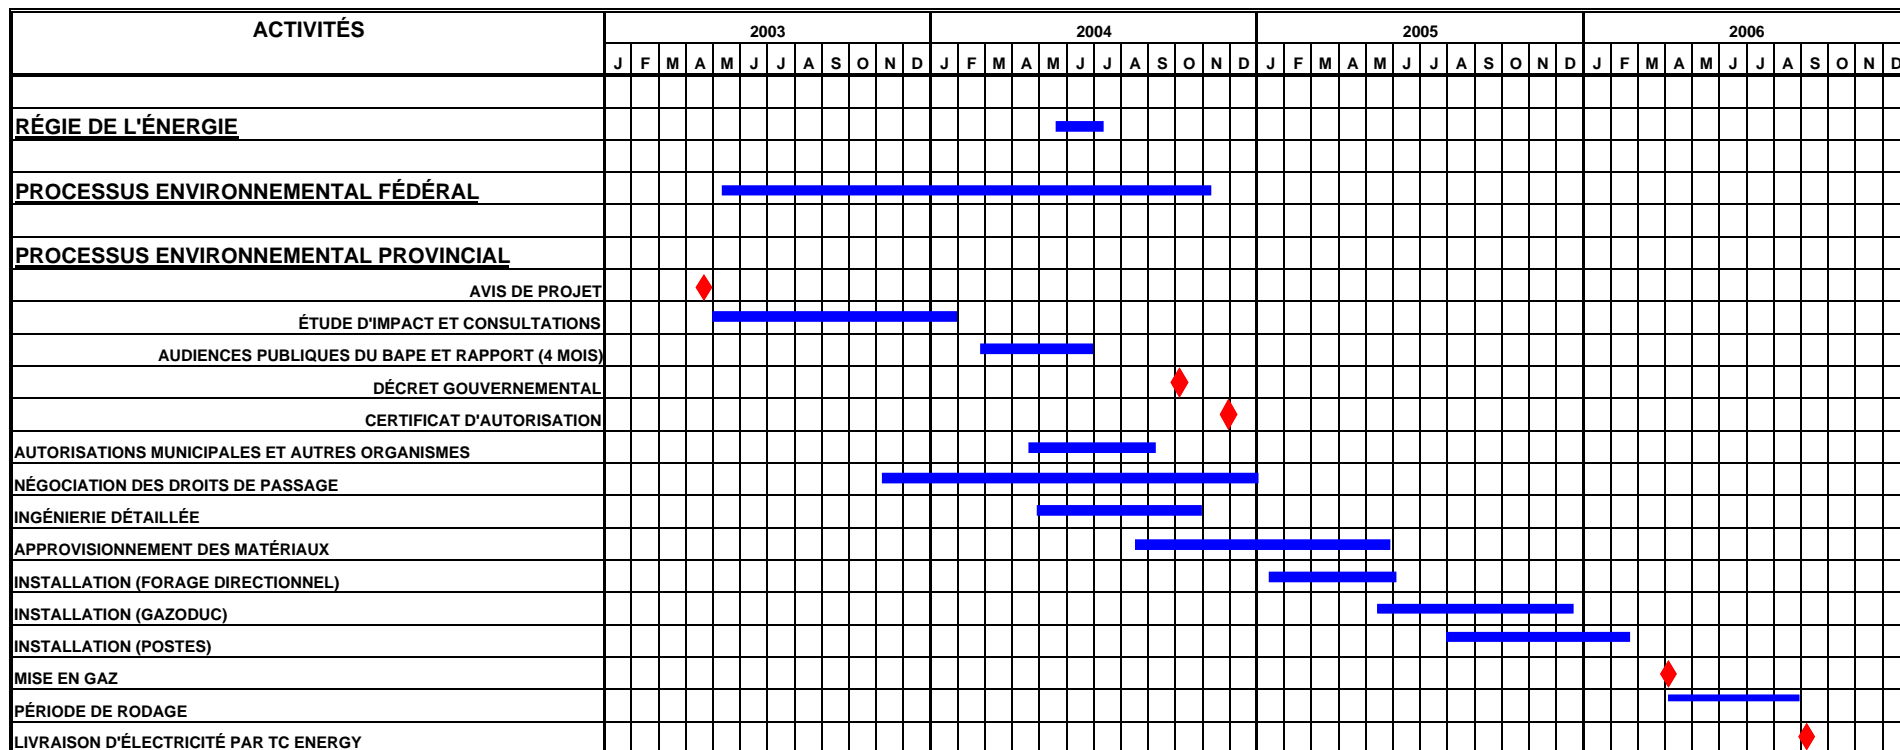 ACTIVITÉS 2003 2004 2005 2006
J F M A M J J A S O N D J F M A M J J A S O N D J F M A M J J A S O N D J F M A M J J A S O N D
RÉGIE DE L'ÉNERGIE
PROCESSUS ENVIRONNEMENTAL FÉDÉRAL
PROCESSUS ENVIRONNEMENTAL PROVINCIAL
AVIS DE PROJET
ÉTUDE D'IMPACT ET CONSULTATIONS
AUDIENCES PUBLIQUES DU BAPE ET RAPPORT (4 MOIS)
DÉCRET GOUVERNEMENTAL
CERTIFICAT D'AUTORISATION
AUTORISATIONS MUNICIPALES ET AUTRES ORGANISMES
NÉGOCIATION DES DROITS DE PASSAGE
INGÉNIERIE DÉTAILLÉE
APPROVISIONNEMENT DES MATÉRIAUX
INSTALLATION (FORAGE DIRECTIONNEL)
INSTALLATION (GAZODUC)
INSTALLATION (POSTES)
MISE EN GAZ
PÉRIODE DE RODAGE
LIVRAISON D'ÉLECTRICITÉ PAR TC ENERGY